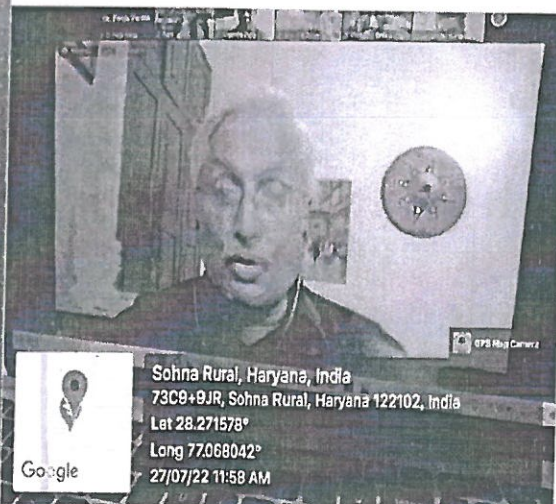 GPS Map Camera
Sohna Rural, Haryana, India
73C9+9JR, Sohna Rural, Haryana 122102, India
Lat 28.271578°
Long 77.068042°
27/07/22 11:58 AM
Google